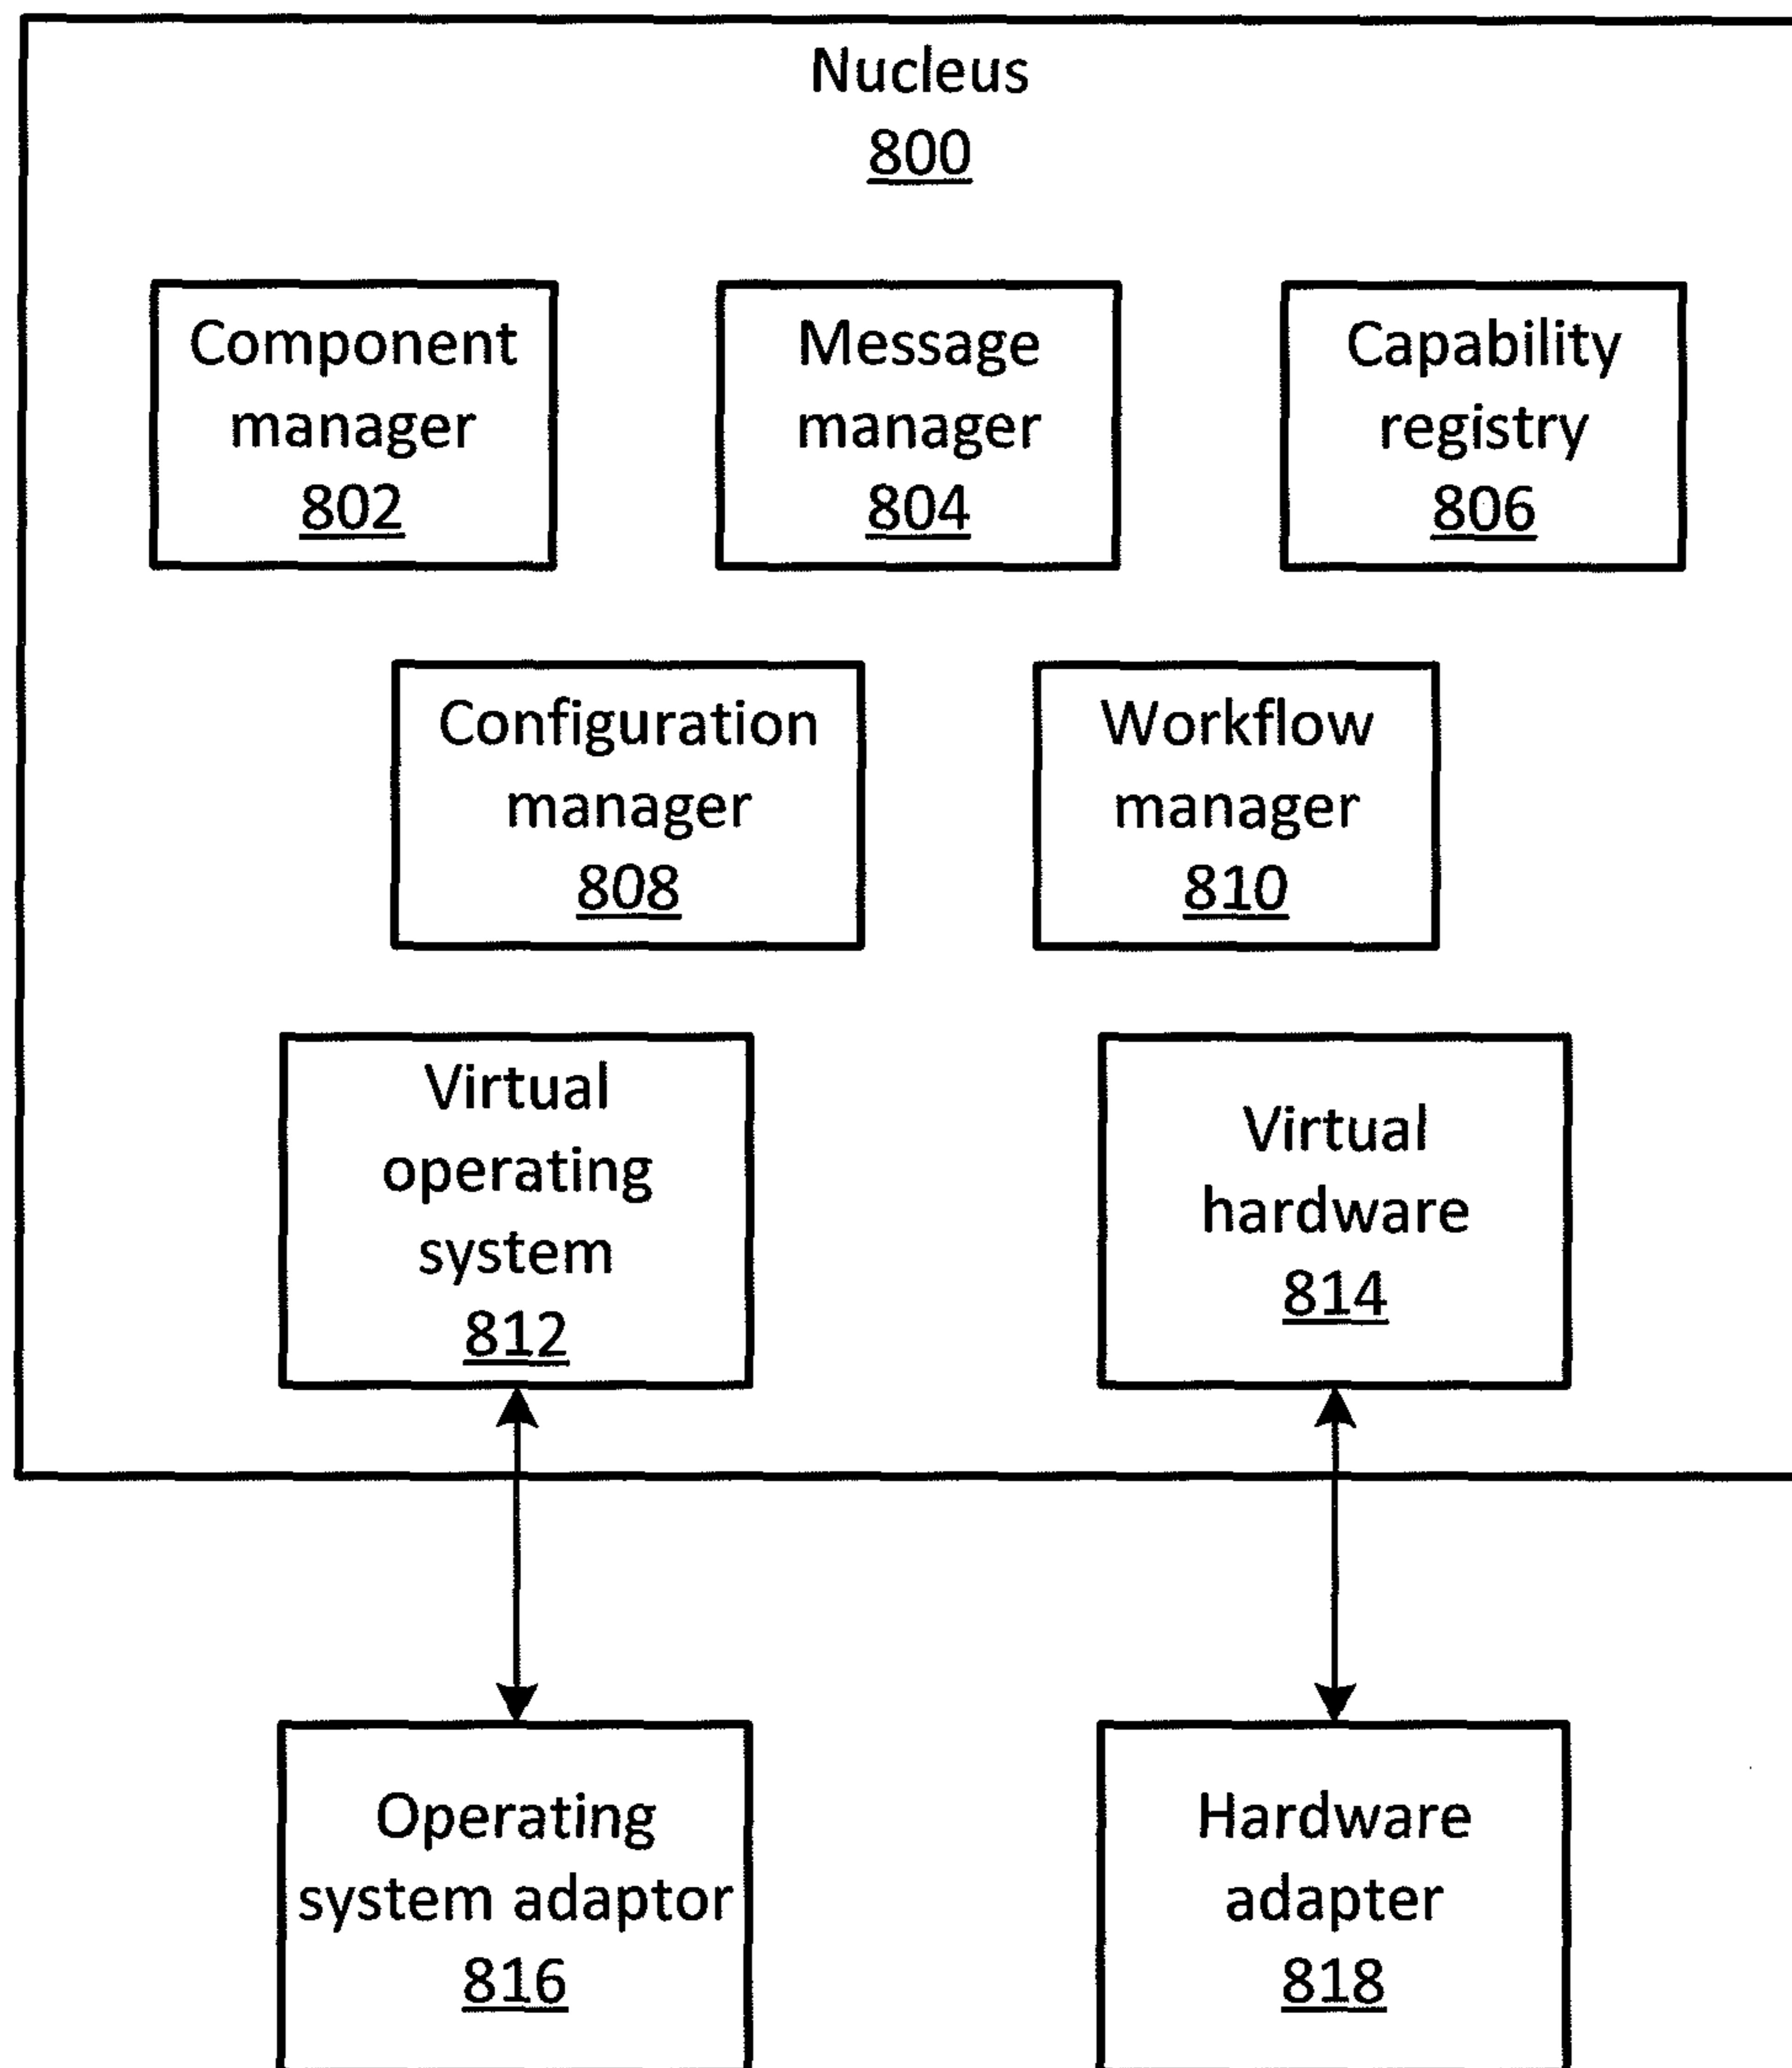 Nucleus
800
Component
manager
802
Message
manager
804
Capability
registry
806
Configuration
manager
808
Workflow
manager
810
Virtual
operating
system
812
Virtual
hardware
814
Operating
system adaptor
816
Hardware
adapter
818